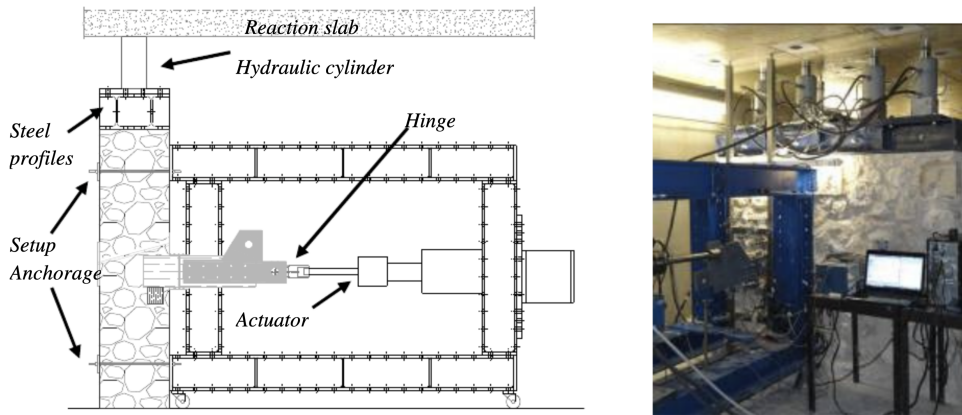 Reaction slab
Hydraulic cylinder
Steel
profiles
Hinge
Setup
Anchorage
Actuator